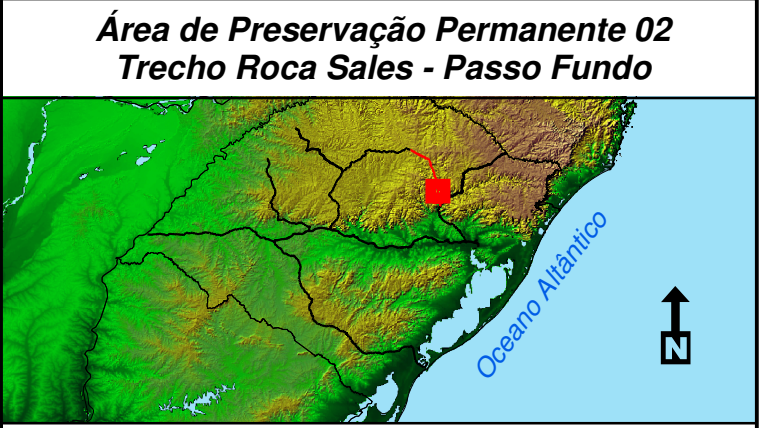 Área de Preservação Permanente 02
Trecho Roca Sales - Passo Fundo
Oceano Altântico
N